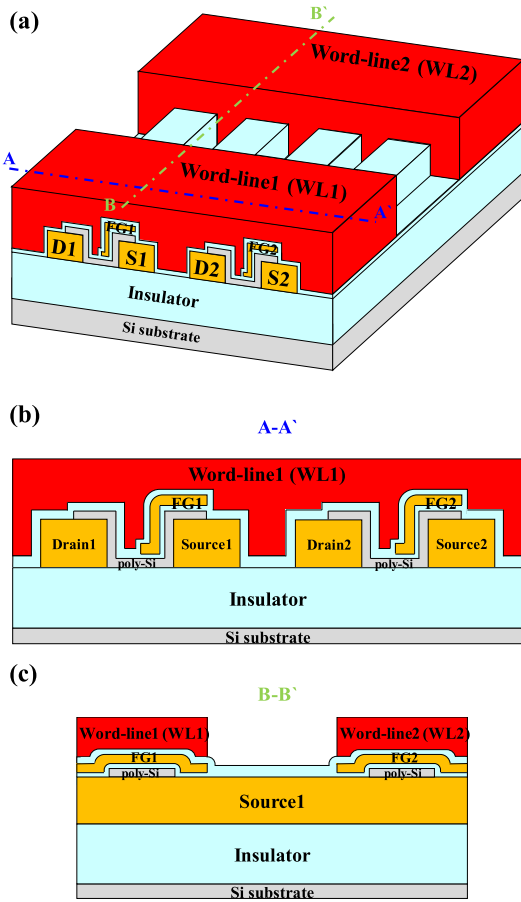 (a)
B`
Word-line2 (WL2)
A
Word-line1 (WL1)
B
A`
FG1
D1
S1
FG2
D2
S2
Insulator
Si substrate
(b)
A-A`
Word-line1 (WL1)
FG1
FG2
Drain1
Source1
Drain2
Source2
poly-Si
poly-Si
Insulator
Si substrate
(c)
B-B`
Word-line1 (WL1)
Word-line2 (WL2)
FG1
FG2
poly-Si
poly-Si
Source1
Insulator
Si substrate